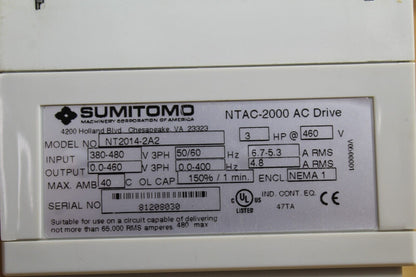 SUMITOMO
MACHINERY CORPORATION OF AMERICA
4200 Holland Blvd. Chesapeake, VA 23323
NTAC-2000 AC Drive
MODEL NO NT2014-2A2 3 HP @ 460 V
INPUT 380-480 V 3PH 50/60 Hz 6.7-5.3 A RMS
OUTPUT 0.0-460 V 3PH 0.0-400 Hz 4.8 A RMS
MAX. AMB 40 C OL CAP 150% / 1 min. ENCL NEMA 1
SERIAL NO 81208030
C UL US LISTED IND. CONT. EQ.
47TA
Suitable for use on a circuit capable of delivering
not more than 65,000 RMS amperes 480 max